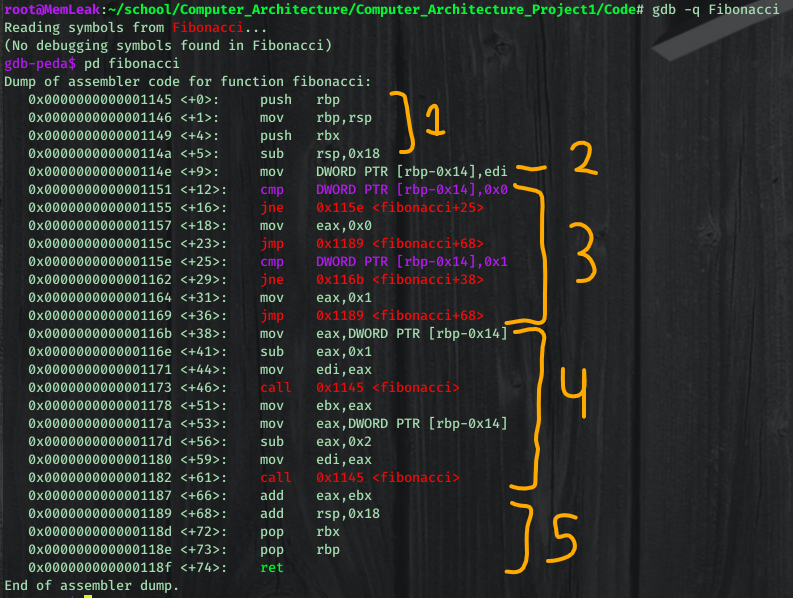 root@MemLeak:~/school/Computer_Architecture/Computer_Architecture_Project1/Code# gdb -q Fibonacci
Reading symbols from Fibonacci...
(No debugging symbols found in Fibonacci)
gdb-peda$ pd fibonacci
Dump of assembler code for function fibonacci:
0x0000000000001145 <+0>: push rbp
0x0000000000001146 <+1>: mov rbp,rsp 1
0x0000000000001149 <+4>: push rbx
0x000000000000114a <+5>: sub rsp,0x18
0x000000000000114e <+9>: mov DWORD PTR [rbp-0x14],edi 2
0x0000000000001151 <+12>: cmp DWORD PTR [rbp-0x14],0x0
0x0000000000001155 <+16>: jne 0x115e <fibonacci+25>
0x0000000000001157 <+18>: mov eax,0x0
0x000000000000115c <+23>: jmp 0x1189 <fibonacci+68> 3
0x000000000000115e <+25>: cmp DWORD PTR [rbp-0x14],0x1
0x0000000000001162 <+29>: jne 0x116b <fibonacci+38>
0x0000000000001164 <+31>: mov eax,0x1
0x0000000000001169 <+36>: jmp 0x1189 <fibonacci+68>
0x000000000000116b <+38>: mov eax,DWORD PTR [rbp-0x14]
0x000000000000116e <+41>: sub eax,0x1
0x0000000000001171 <+44>: mov edi,eax
0x0000000000001173 <+46>: call 0x1145 <fibonacci> 4
0x0000000000001178 <+51>: mov ebx,eax
0x000000000000117a <+53>: mov eax,DWORD PTR [rbp-0x14]
0x000000000000117d <+56>: sub eax,0x2
0x0000000000001180 <+59>: mov edi,eax
0x0000000000001182 <+61>: call 0x1145 <fibonacci>
0x0000000000001187 <+66>: add eax,ebx
0x0000000000001189 <+68>: add rsp,0x18
0x000000000000118d <+72>: pop rbx 5
0x000000000000118e <+73>: pop rbp
0x000000000000118f <+74>: ret
End of assembler dump.